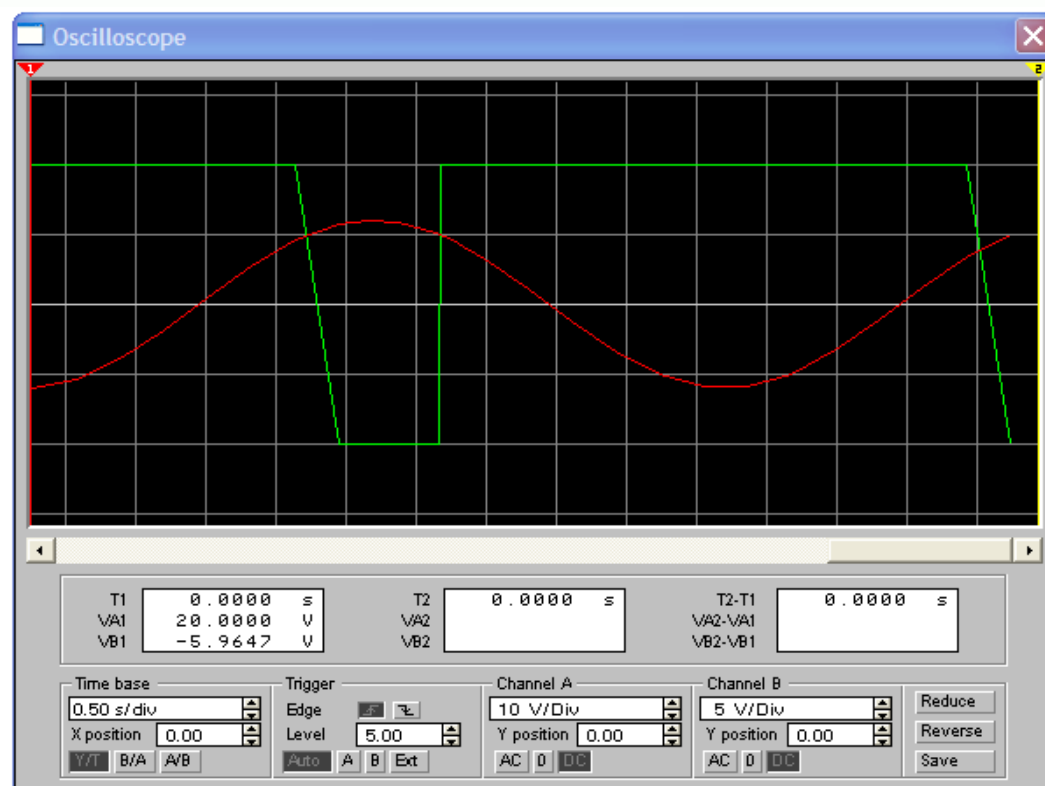 Oscilloscope
1 2
T1 0.0000 s T2 0.0000 s T2-T1 0.0000 s
VA1 20.0000 V VA2 VA2-VA1
VB1 -5.9647 V VB2 VB2-VB1
Time base Trigger Channel A Channel B
0.50 s/div Edge 10 V/Div 5 V/Div Reduce
X position 0.00 Level 5.00 Y position 0.00 Y position 0.00 Reverse
Y/T B/A A/B Auto A B Ext AC 0 DC AC 0 DC Save